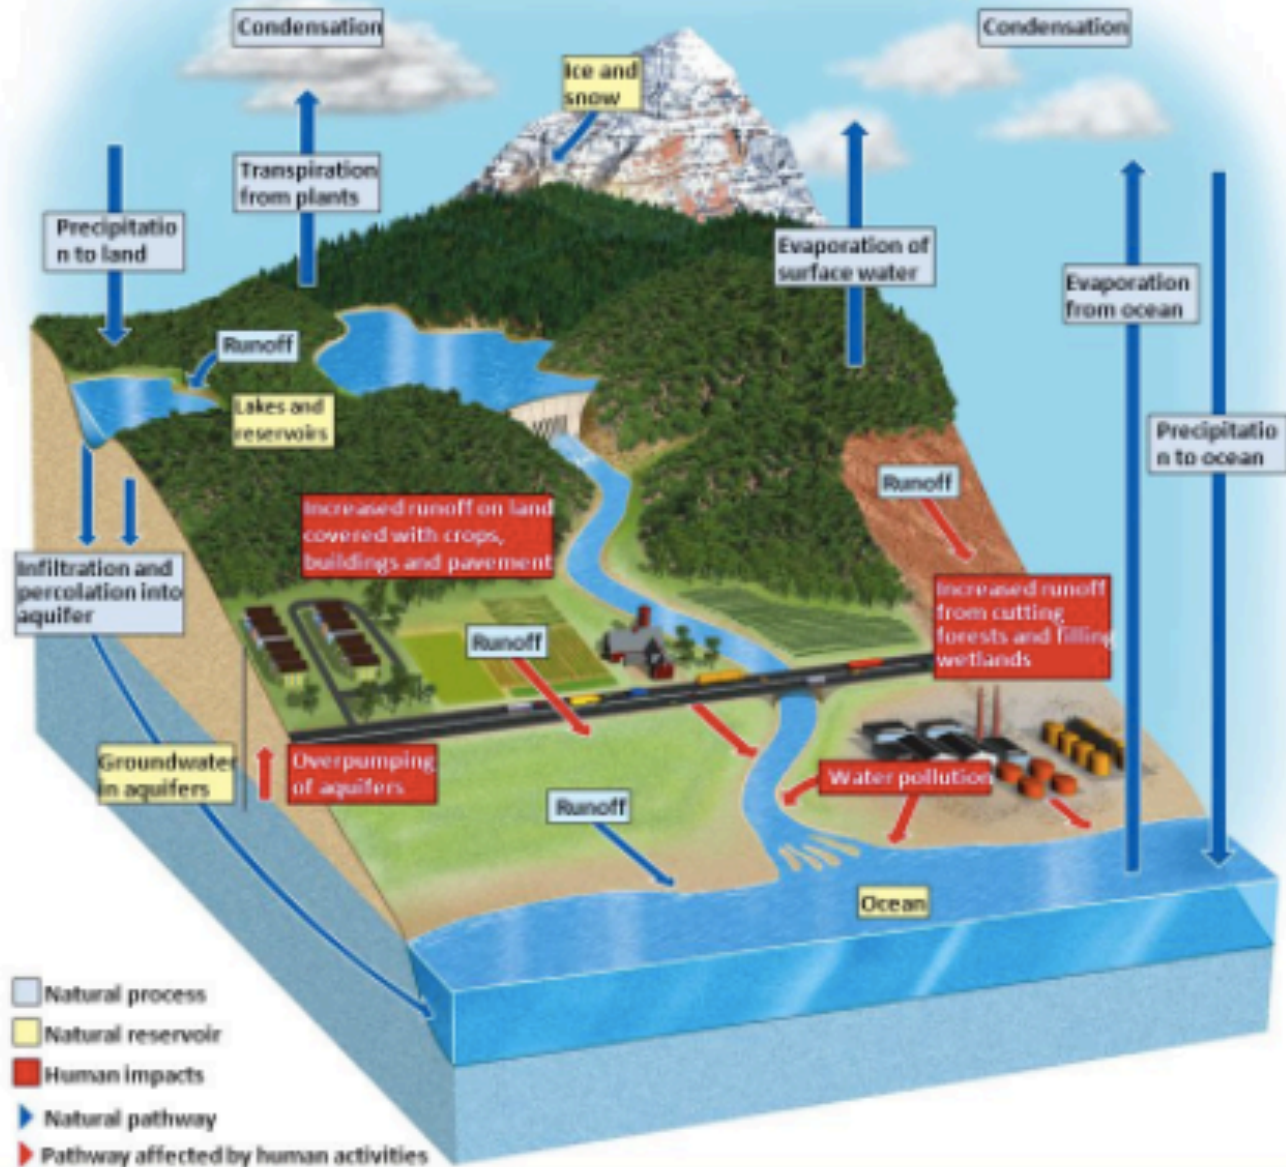 Condensation
Condensation
Ice and
snow
Transpiration
from plants
Precipitatio
n to land
Evaporation of
surface water
Evaporation
from ocean
Runoff
Lakes and
reservoirs
Precipitatio
n to ocean
Runoff
Increased runoff on land
covered with crops,
buildings and pavement
Infiltration and
percolation into
aquifer
Increased runoff
from cutting
forests and filling
wetlands
Runoff
Groundwater
in aquifers
Overpumping
of aquifers
Water pollution
Runoff
Ocean
Natural process
Natural reservoir
Human impacts
Natural pathway
Pathway affected by human activities